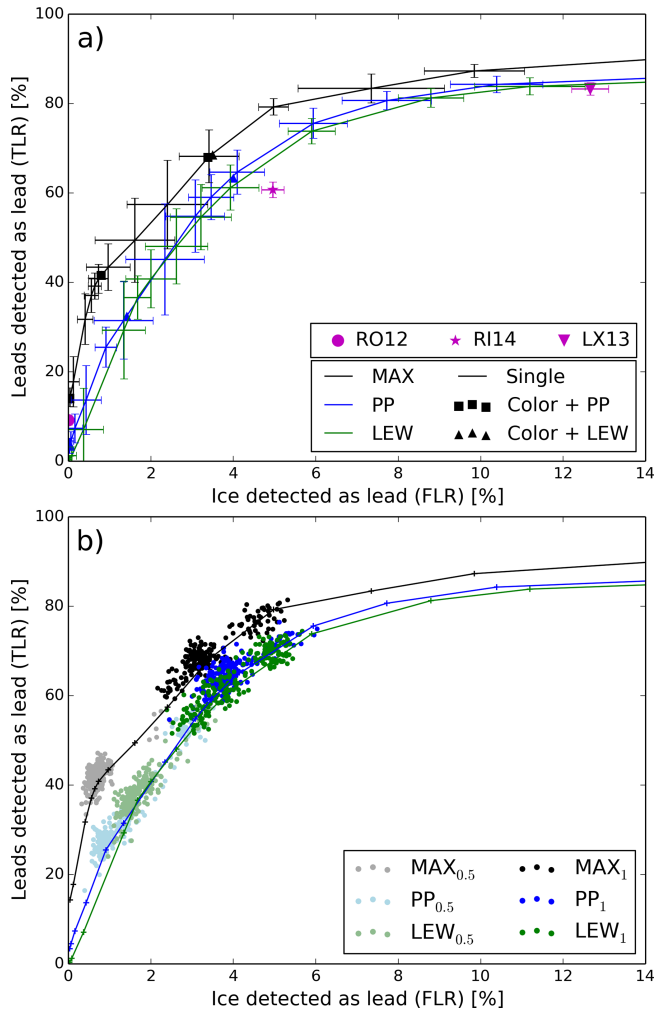 a)
Leads detected as lead (TLR) [%]
100
80
60
40
20
0
RO12 RI14 LX13
MAX Single
PP Color + PP
LEW Color + LEW
0 2 4 6 8 10 12 14
Ice detected as lead (FLR) [%]
b)
Leads detected as lead (TLR) [%]
100
80
60
40
20
0
MAX0.5 MAX1
PP0.5 PP1
LEW0.5 LEW1
0 2 4 6 8 10 12 14
Ice detected as lead (FLR) [%]